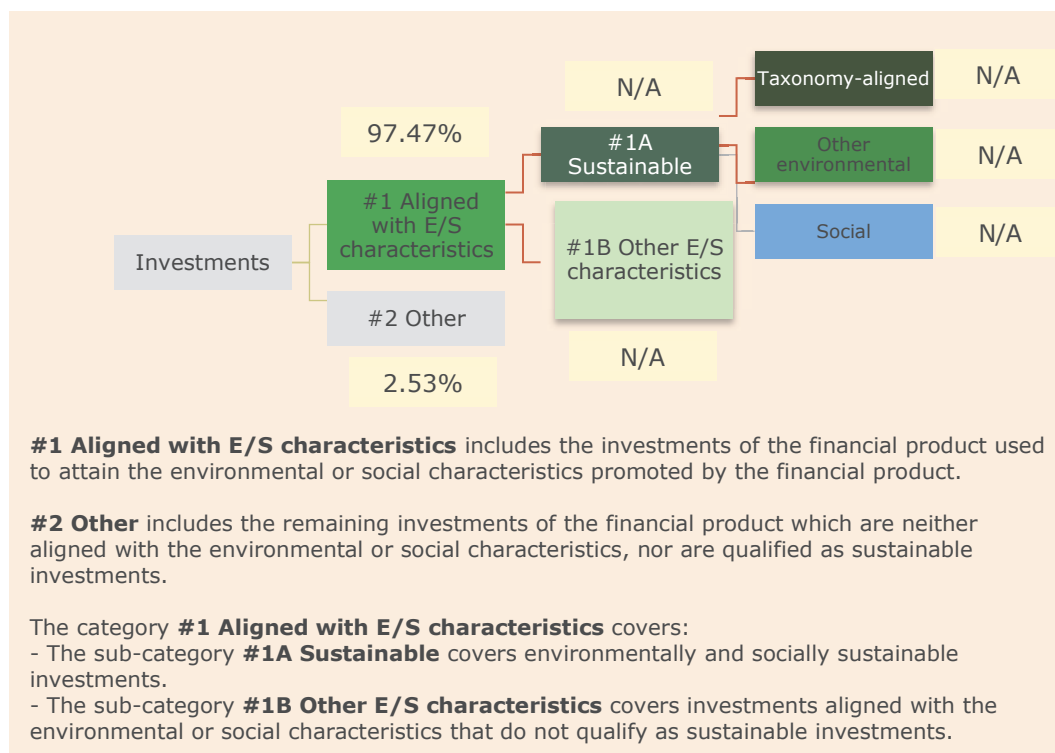 N/A
Taxonomy-aligned
N/A
97.47%
#1A
Sustainable
Other
environmental
N/A
#1 Aligned
with E/S
characteristics
#1B Other E/S
characteristics
Social
N/A
Investments
#2 Other
N/A
2.53%
#1 Aligned with E/S characteristics includes the investments of the financial product used
to attain the environmental or social characteristics promoted by the financial product.
#2 Other includes the remaining investments of the financial product which are neither
aligned with the environmental or social characteristics, nor are qualified as sustainable
investments.
The category #1 Aligned with E/S characteristics covers:
- The sub-category #1A Sustainable covers environmentally and socially sustainable
investments.
- The sub-category #1B Other E/S characteristics covers investments aligned with the
environmental or social characteristics that do not qualify as sustainable investments.